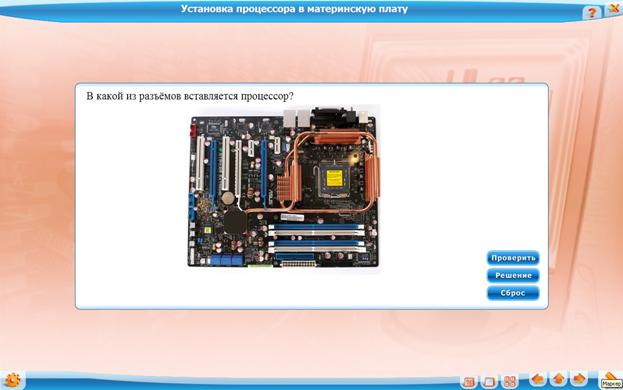 Установка процессора в материнскую плату
?
В какой из разъёмов вставляется процессор?
Проверить
Решение
Сброс
Маркер